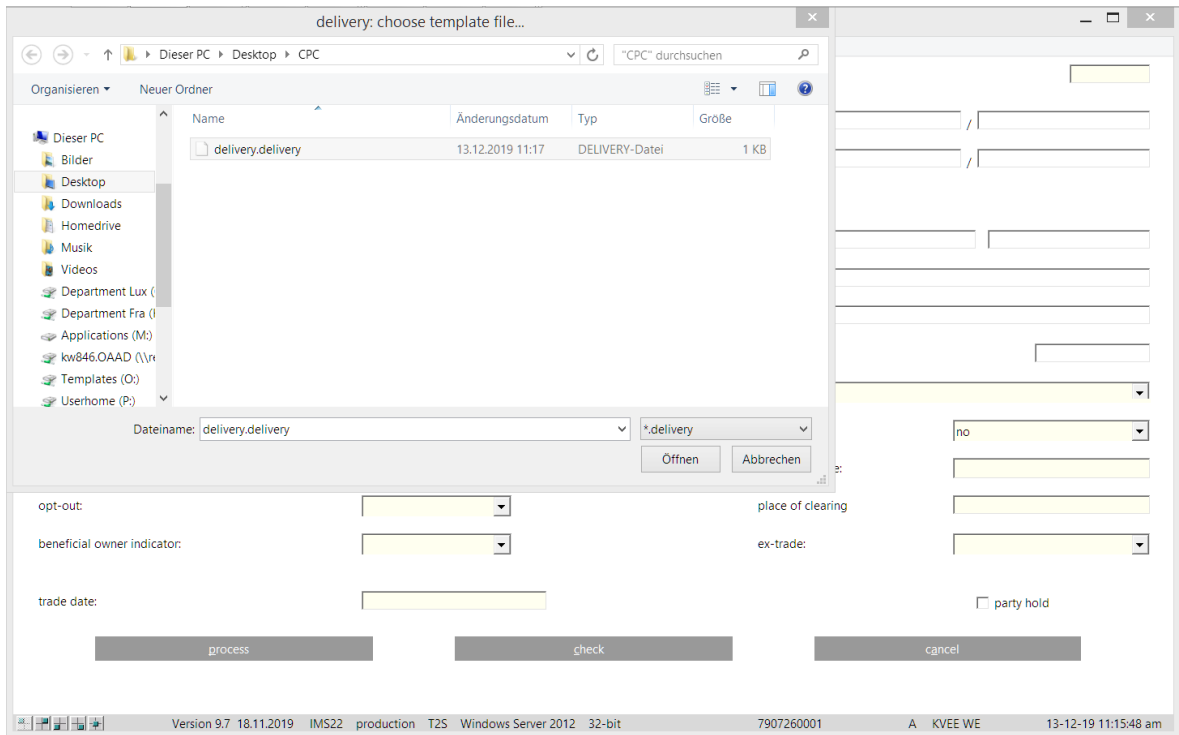 delivery: choose template file...
Dieser PC Desktop CPC "CPC" durchsuchen
Organisieren Neuer Ordner
Name Änderungsdatum Typ Größe
delivery.delivery 13.12.2019 11:17 DELIVERY-Datei 1 KB
Dieser PC
Bilder
Desktop
Downloads
Homedrive
Musik
Videos
Department Lux (
Department Fra (
Applications (M:)
kw846.OAAD (\\re
Templates (O:)
Userhome (P:)
Dateiname: delivery.delivery *.delivery
Öffnen Abbrechen
/
/
no
e:
opt-out: place of clearing
beneficial owner indicator: ex-trade:
trade date: party hold
process check cancel
Version 9.7 18.11.2019 IMS22 production T2S Windows Server 2012 32-bit 7907260001 A KVEE WE 13-12-19 11:15:48 am